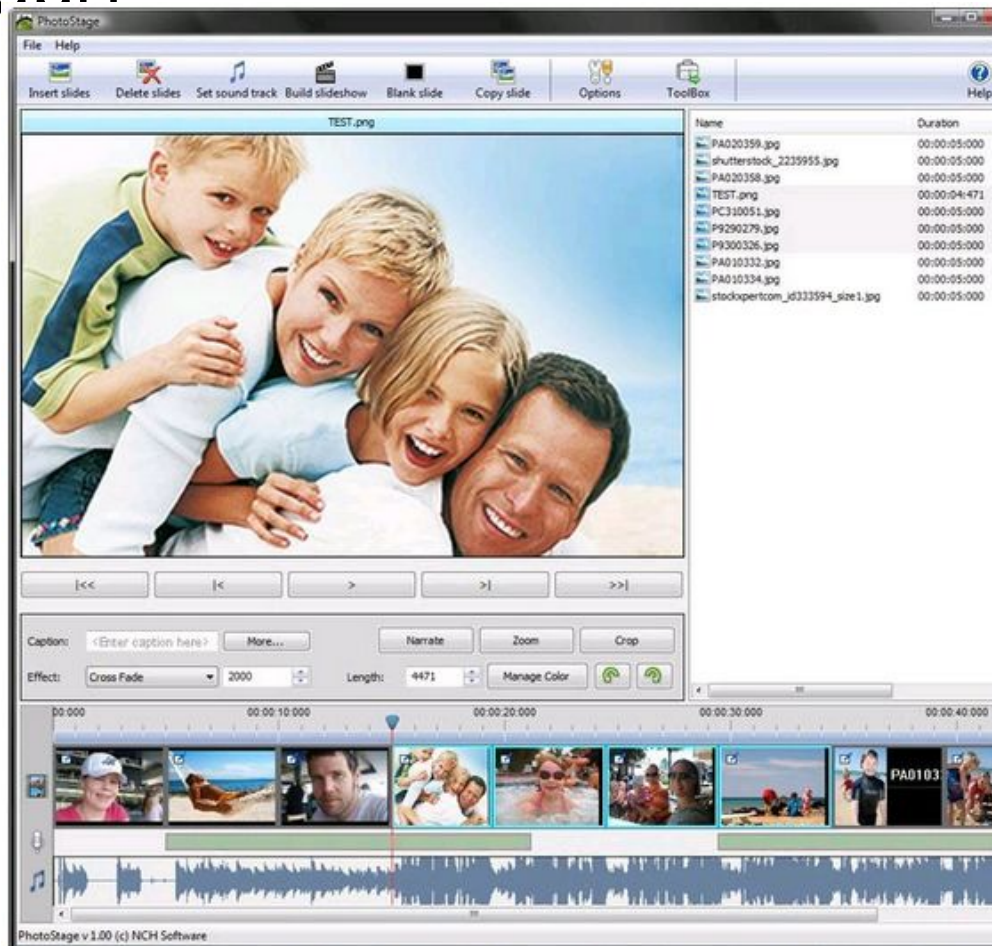 PhotoStage
File Help
Insert slides Delete slides Set sound track Build slideshow Blank slide Copy slide Options ToolBox Help
TEST.png
Name Duration
PA020359.jpg 00:00:05:000
shutterstock_2235955.jpg 00:00:05:000
PA020358.jpg 00:00:05:000
TEST.png 00:00:04:471
PC310051.jpg 00:00:05:000
P9290279.jpg 00:00:05:000
P9300326.jpg 00:00:05:000
PA010332.jpg 00:00:05:000
PA010334.jpg 00:00:05:000
stockxpertcom_id333594_size1.jpg 00:00:05:000
|<< |< > >| >>|
Caption: <Enter caption here> More... Narrate Zoom Crop
Effect: Cross Fade 2000 Length: 4471 Manage Color
00:000 00:00:10:000 00:00:20:000 00:00:30:000 00:00:40:000
PA0103
PhotoStage v 1.00 (c) NCH Software